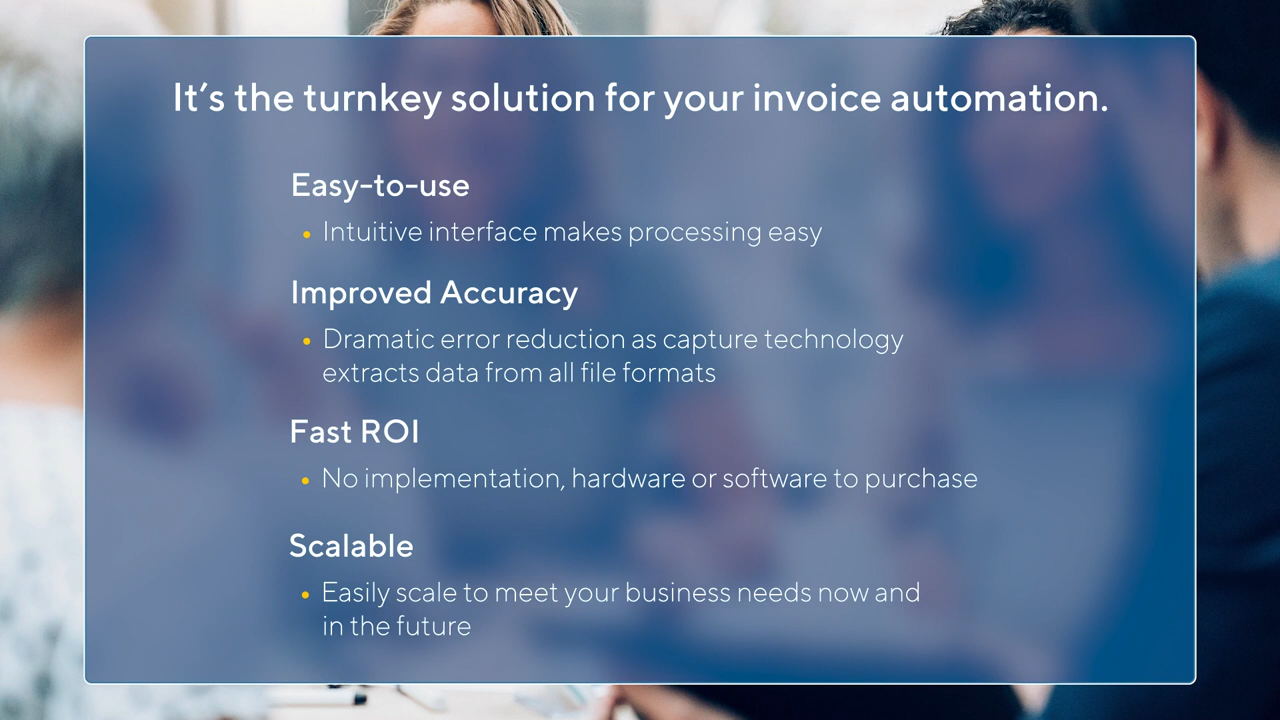 It's the turnkey solution for your invoice automation.
Easy-to-use
• Intuitive interface makes processing easy
Improved Accuracy
• Dramatic error reduction as capture technology
extracts data from all file formats
Fast ROI
• No implementation, hardware or software to purchase
Scalable
• Easily scale to meet your business needs now and
in the future